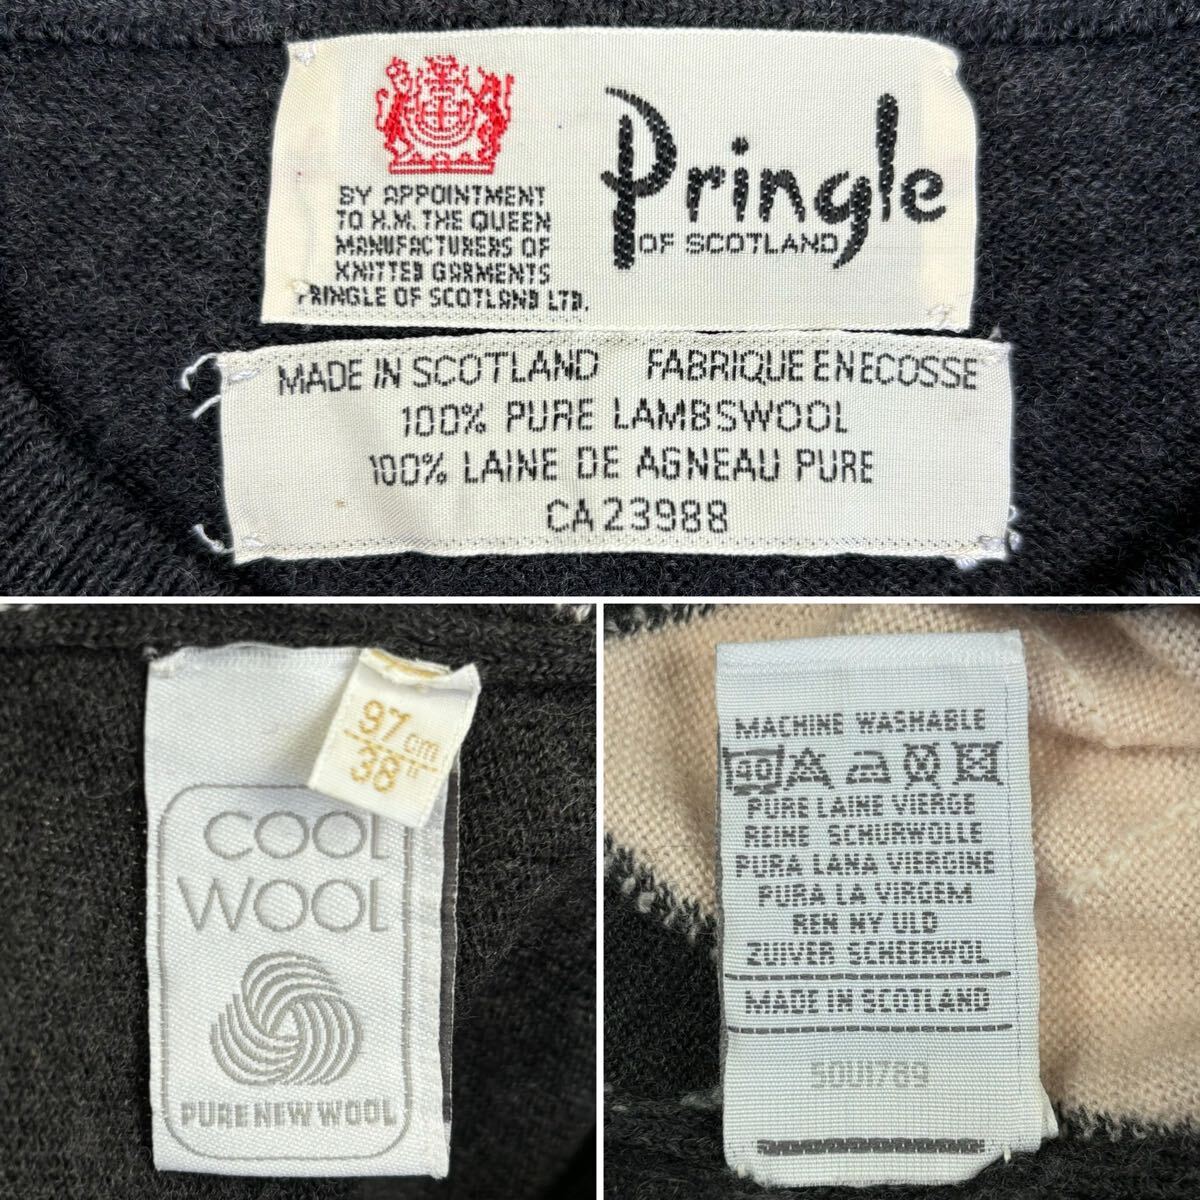 BY APPOINTMENT
TO H.M. THE QUEEN
MANUFACTURERS OF
KNITTED GARMENTS
PRINGLE OF SCOTLAND LTD.
Pringle
OF SCOTLAND
MADE IN SCOTLAND FABRIQUE EN ECOSSE
100% PURE LAMBSWOOL
100% LAINE DE AGNEAU PURE
CA 23988
97 cm
38"
COOL
WOOL
PURE NEW WOOL
MACHINE WASHABLE
40
PURE LAINE VIERGE
REINE SCHURWOLLE
PURA LANA VIERGINE
PURA LA VIRGEM
REN NY ULD
ZUIVER SCHEERWOL
MADE IN SCOTLAND
50U1789